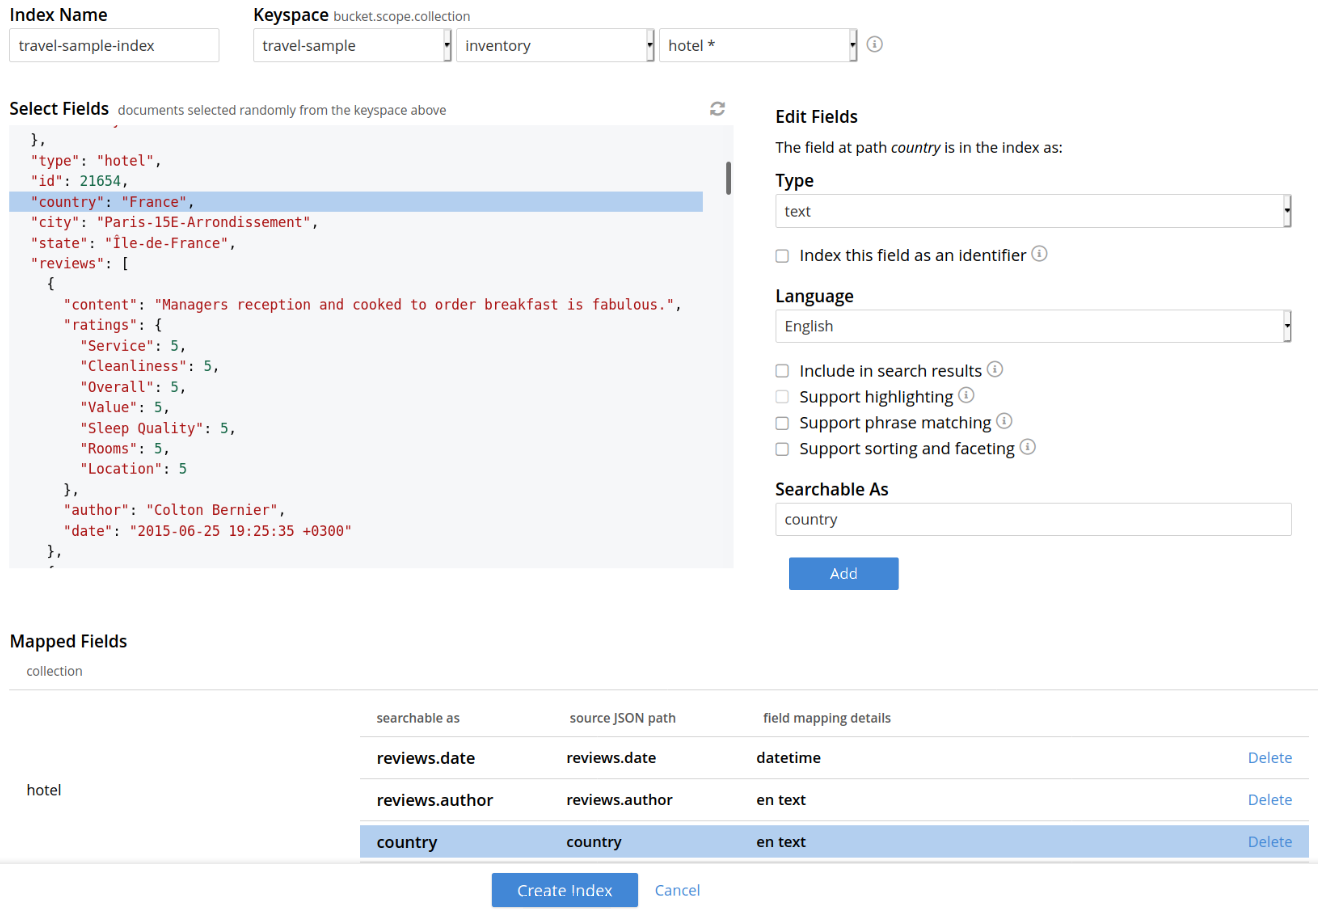 Index Name
Keyspace bucket.scope.collection
travel-sample-index
travel-sample
inventory
hotel *
Select Fields documents selected randomly from the keyspace above
},
"type": "hotel",
"id": 21654,
"country": "France",
"city": "Paris-15E-Arrondissement",
"state": "Île-de-France",
"reviews": [
{
"content": "Managers reception and cooked to order breakfast is fabulous.",
"ratings": {
"Service": 5,
"Cleanliness": 5,
"Overall": 5,
"Value": 5,
"Sleep Quality": 5,
"Rooms": 5,
"Location": 5
},
"author": "Colton Bernier",
"date": "2015-06-25 19:25:35 +0300"
},
Edit Fields
The field at path country is in the index as:
Type
text
Index this field as an identifier
Language
English
Include in search results
Support highlighting
Support phrase matching
Support sorting and faceting
Searchable As
country
Add
Mapped Fields
collection
searchable as source JSON path field mapping details
reviews.date reviews.date datetime Delete
hotel
reviews.author reviews.author en text Delete
country country en text Delete
Create Index Cancel